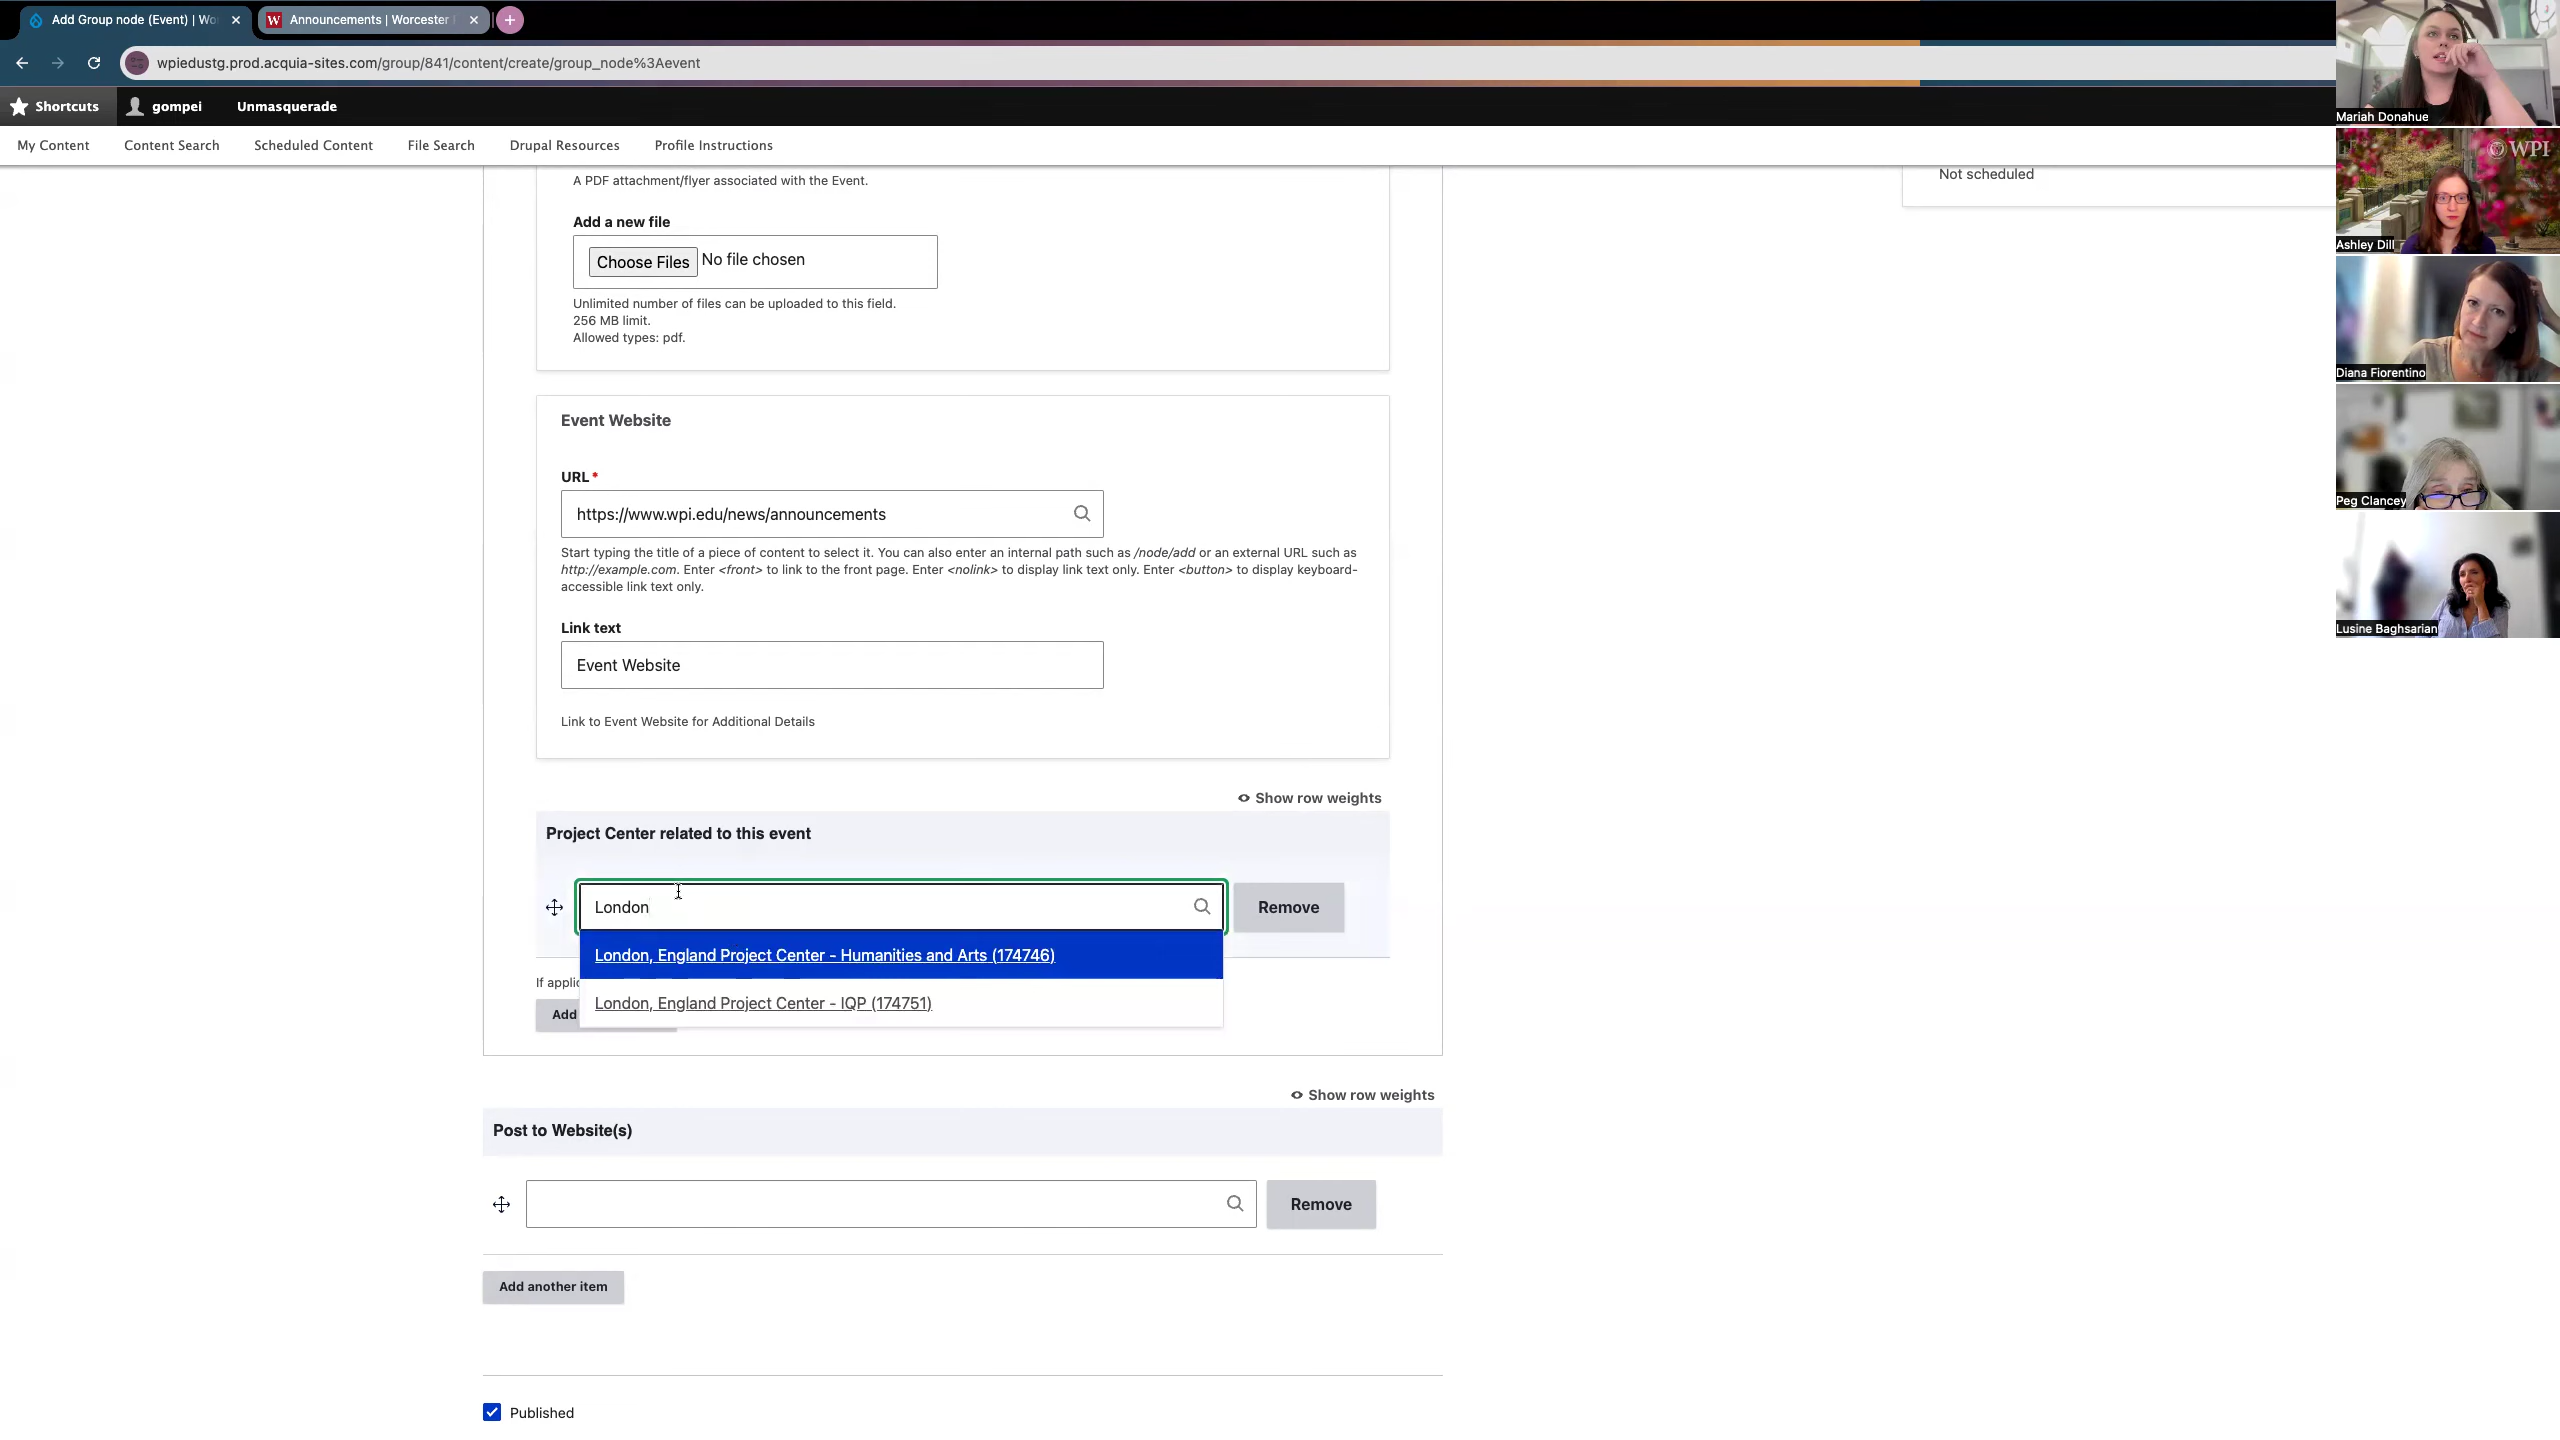 Add Group node (Event) | Wo
Announcements | Worcester
wpiedustg.prod.acquia-sites.com/group/841/content/create/group_node%3Aevent
Shortcuts
gompei
Unmasquerade
My Content
Content Search
Scheduled Content
File Search
Drupal Resources
Profile Instructions
Not scheduled
A PDF attachment/flyer associated with the Event.
Add a new file
Choose Files No file chosen
Unlimited number of files can be uploaded to this field.
256 MB limit.
Allowed types: pdf.
Event Website
URL*
https://www.wpi.edu/news/announcements
Start typing the title of a piece of content to select it. You can also enter an internal path such as /node/add or an external URL such as
http://example.com. Enter <front> to link to the front page. Enter <nolink> to display link text only. Enter <button> to display keyboard-
accessible link text only.
Link text
Event Website
Link to Event Website for Additional Details
Show row weights
Project Center related to this event
London
Remove
London, England Project Center - Humanities and Arts (174746)
If applic
London, England Project Center - IQP (174751)
Add
Show row weights
Post to Website(s)
Remove
Add another item
Published
Mariah Donahue
WPI
Ashley Dill
Diana Fiorentino
Peg Clancey
Lusine Baghsarian